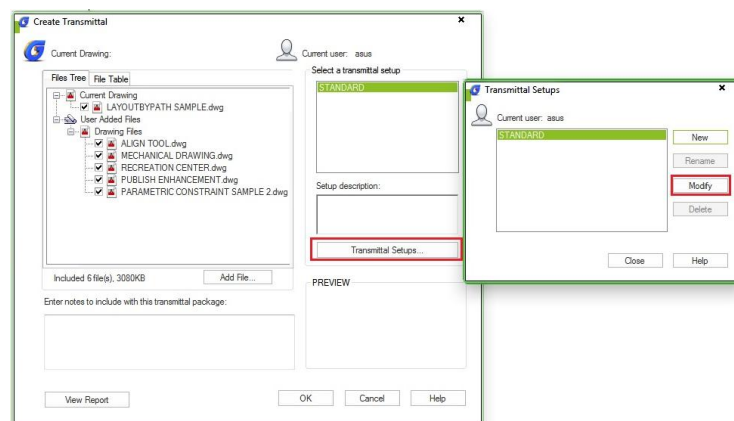 Create Transmittal
Current Drawing:
Current user: asus
Files Tree
File Table
Current Drawing
LAYOUTBYPATH SAMPLE.dwg
User Added Files
Drawing Files
ALIGN TOOL.dwg
MECHANICAL DRAWING.dwg
RECREATION CENTER.dwg
PUBLISH ENHANCEMENT.dwg
PARAMETRIC CONSTRAINT SAMPLE 2.dwg
Included 6 file(s), 3080KB
Add File...
Enter notes to include with this transmittal package:
View Report
Select a transmittal setup
STANDARD
Setup description:
Transmittal Setups...
PREVIEW
OK
Cancel
Help
Transmittal Setups
Current user: asus
STANDARD
New
Rename
Modify
Delete
Close
Help